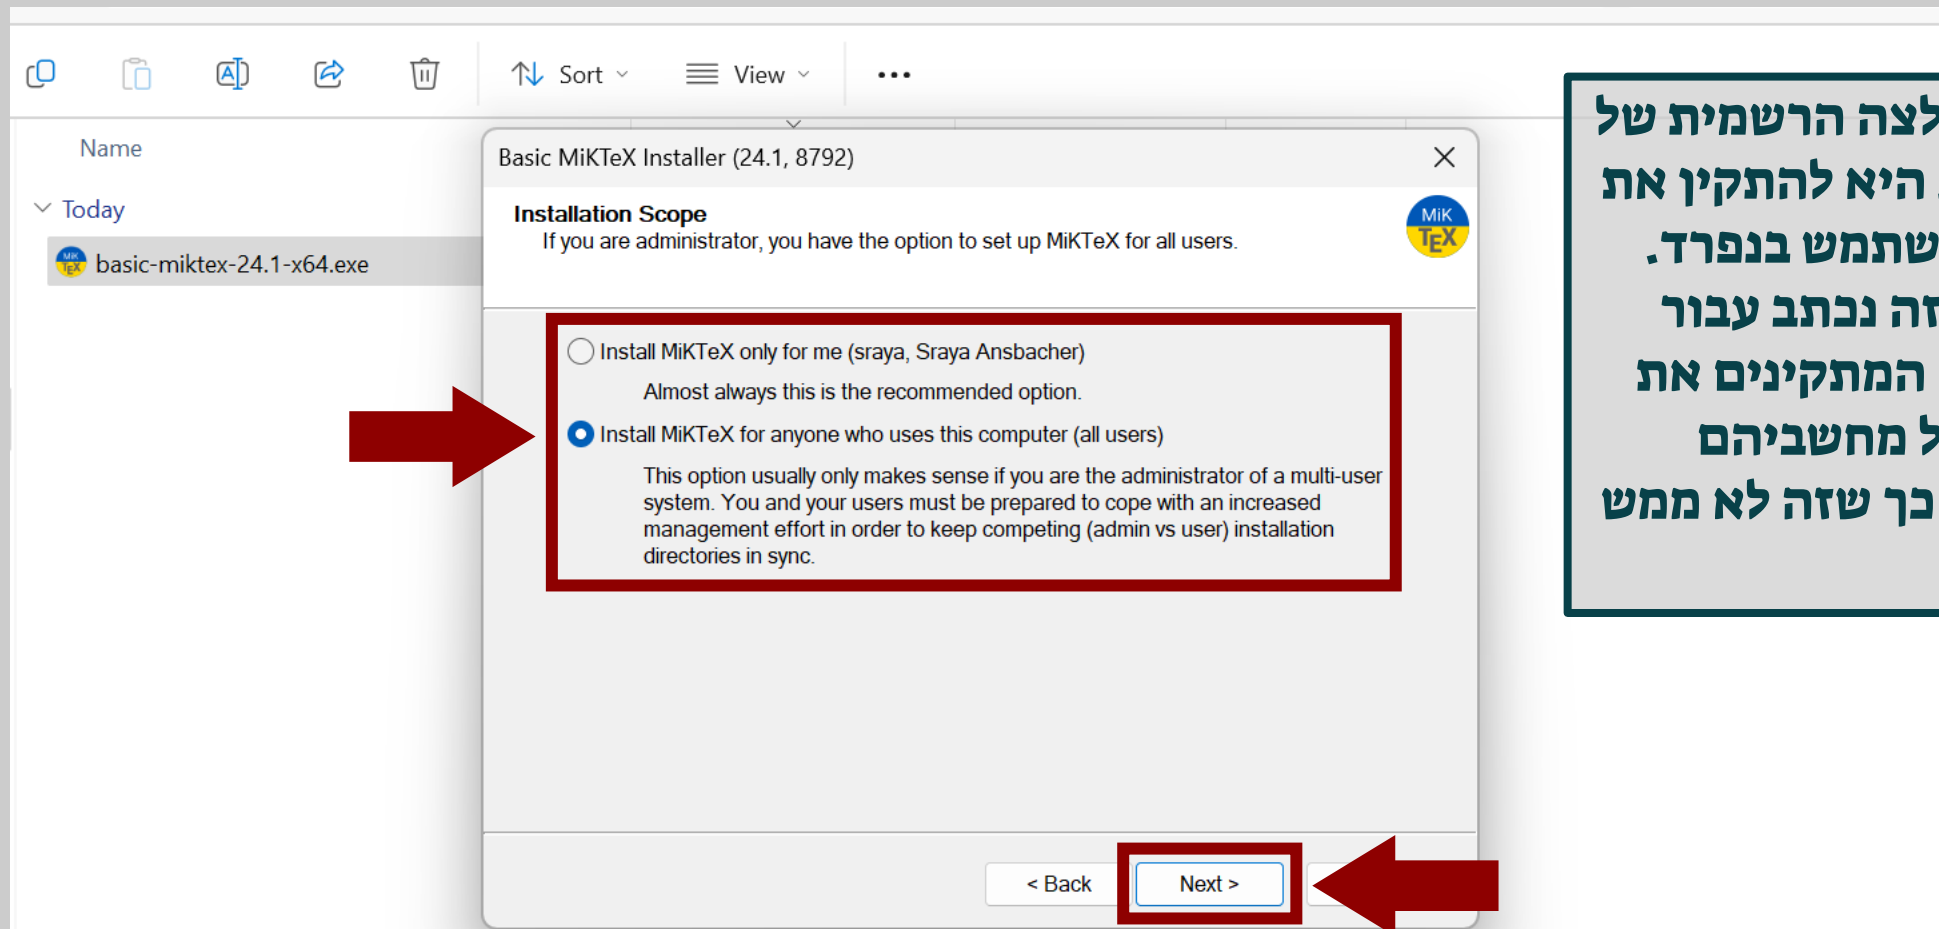 Sort
View
Name
Today
basic-miktex-24.1-x64.exe
Basic MiKTeX Installer (24.1, 8792)
Installation Scope
If you are administrator, you have the option to set up MiKTeX for all users.
MiK
TEX
Install MiKTeX only for me (sraya, Sraya Ansbacher)
Almost always this is the recommended option.
Install MiKTeX for anyone who uses this computer (all users)
This option usually only makes sense if you are the administrator of a multi-user
system. You and your users must be prepared to cope with an increased
management effort in order to keep competing (admin vs user) installation
directories in sync.
< Back
Next >
הרשמית של
היא להתקין את
בנפרד.
נכתב עבור
המתקינים את
מחשביהם
כך שזה לא ממש